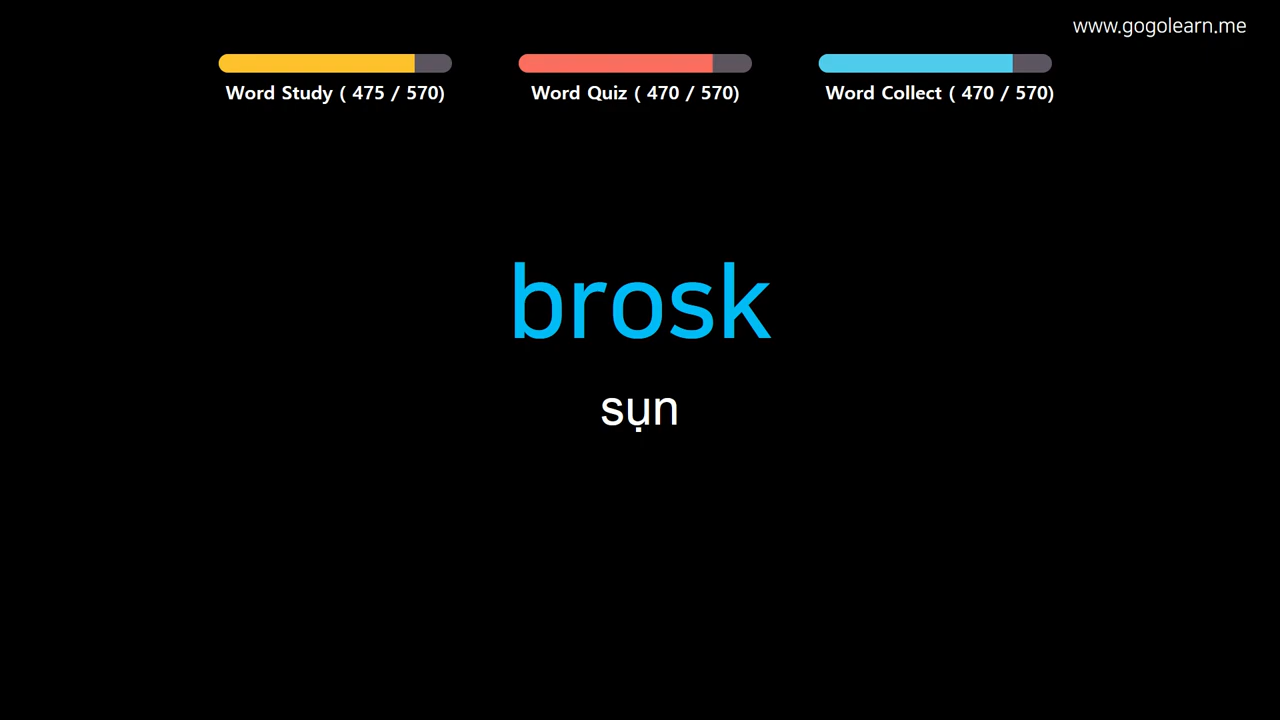 www.gogolearn.me
Word Study ( 475 / 570)
Word Quiz ( 470 / 570)
Word Collect ( 470 / 570)
brosk
sụn